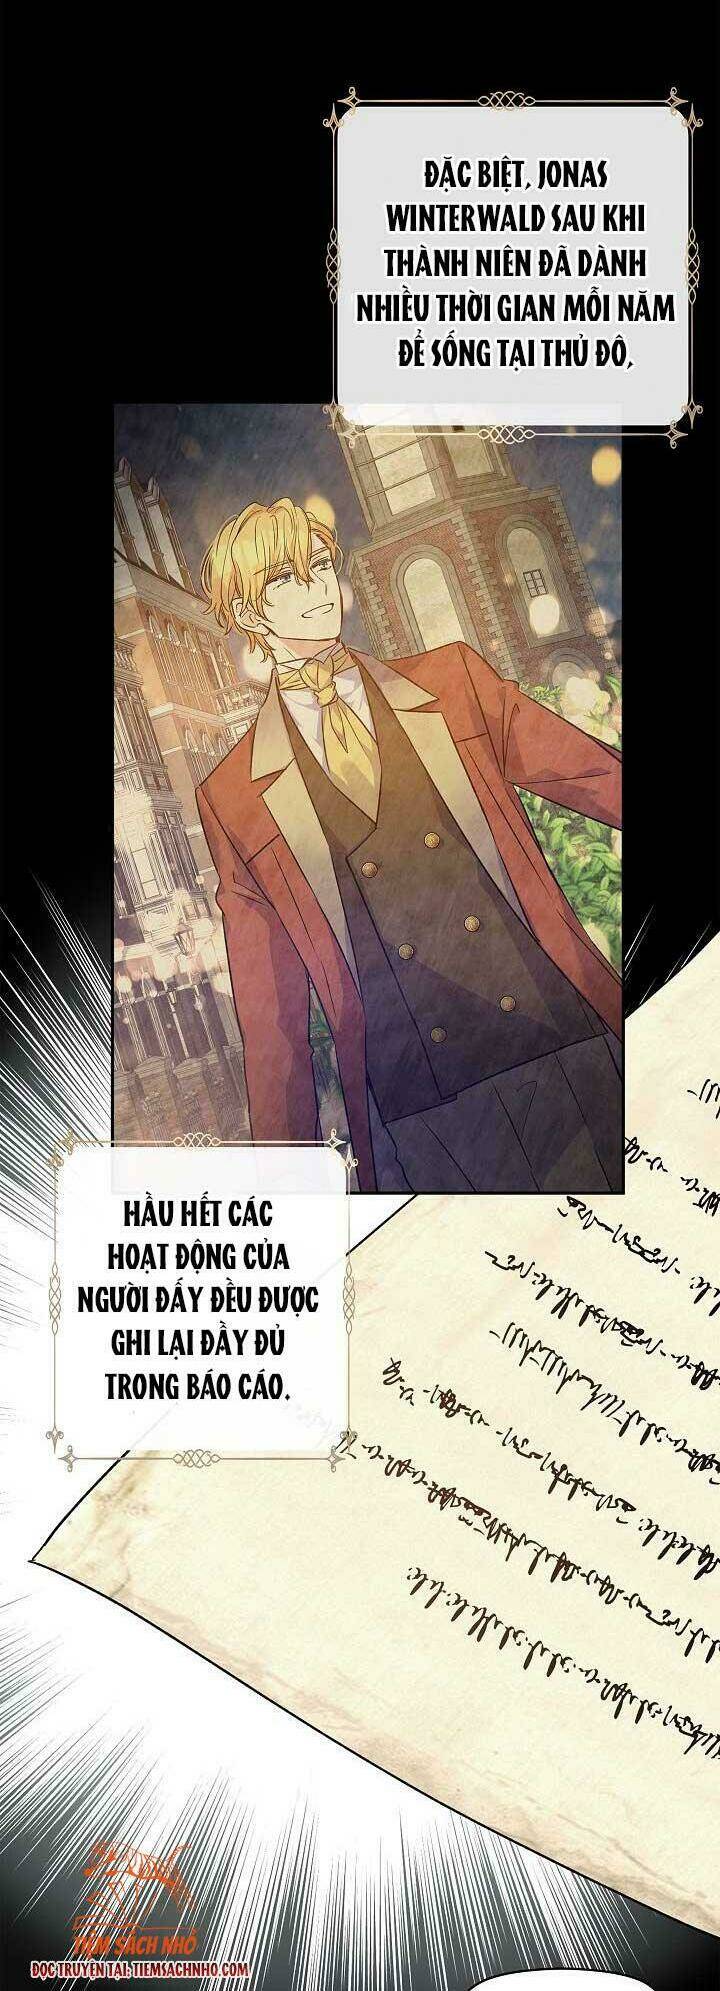 ĐẶC BIỆT, JONAS
WINTERWALD SAU KHI
THÀNH NIÊN ĐÃ DÀNH
NHIỀU THỜI GIAN MỖI NĂM
ĐỂ SỐNG TẠI THỦ ĐÔ,
HẦU HẾT CÁC
HOẠT ĐỘNG CỦA
NGƯỜI ĐẤY ĐỀU ĐƯỢC
GHI LẠI ĐẦY ĐỦ
TRONG BÁO CÁO.
TIỆM SÁCH NHỎ
ĐỌC TRUYỆN TẠI: TIEMSACHNHO.COM